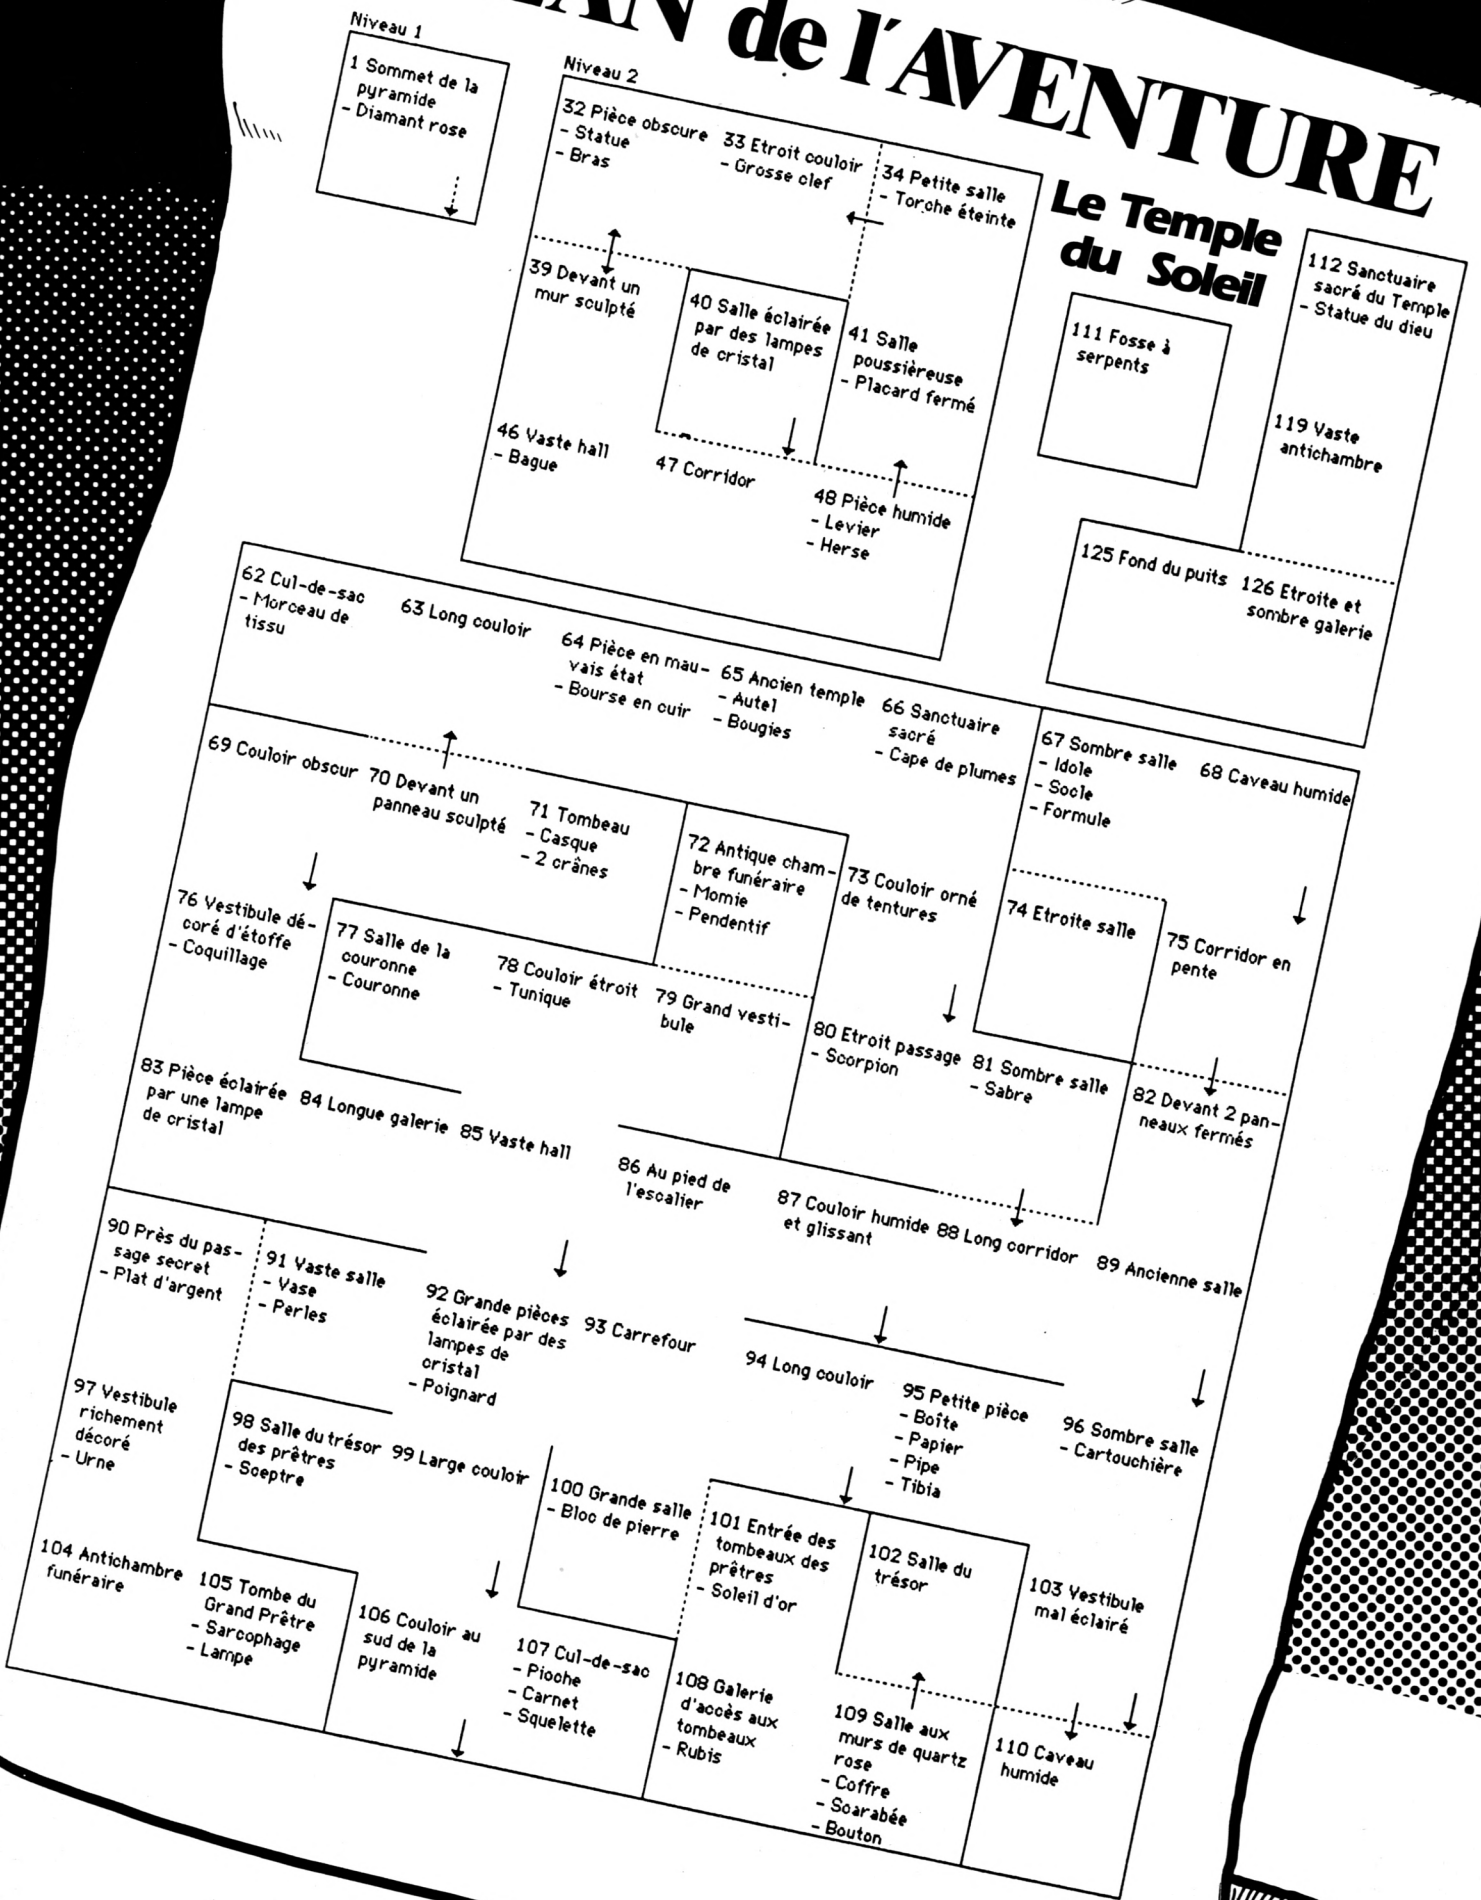 PLAN de l'AVENTURE
Le Temple
du Soleil
Niveau 1
1 Sommet de la
pyramide
- Diamant rose
Niveau 2
32 Pièce obscure
- Statue
- Bras
33 Etroit couloir
- Grosse clef
34 Petite salle
- Torche éteinte
39 Devant un
mur sculpté
40 Salle éclairée
par des lampes
de cristal
41 Salle
poussièreuse
- Placard fermé
46 Vaste hall
- Bague
47 Corridor
48 Pièce humide
- Levier
- Herse
111 Fosse à
serpents
112 Sanctuaire
sacré du Temple
- Statue du dieu
119 Vaste
antichambre
125 Fond du puits
126 Etroite et
sombre galerie
62 Cul-de-sac
- Morceau de
tissu
63 Long couloir
64 Pièce en mau-
vais état
- Bourse en cuir
65 Ancien temple
- Autel
- Bougies
66 Sanctuaire
sacré
- Cape de plumes
67 Sombre salle
- Idole
- Socle
- Formule
68 Caveau humide
69 Couloir obscur
70 Devant un
panneau sculpté
71 Tombeau
- Casque
- 2 crânes
72 Antique cham-
bre funéraire
- Momie
- Pendentif
73 Couloir orné
de tentures
74 Etroite salle
75 Corridor en
pente
76 Vestibule dé-
coré d'étoffe
- Coquillage
77 Salle de la
couronne
- Couronne
78 Couloir étroit
- Tunique
79 Grand vesti-
bule
80 Etroit passage
- Scorpion
81 Sombre salle
- Sabre
82 Devant 2 pan-
neaux fermés
83 Pièce éclairée
par une lampe
de cristal
84 Longue galerie
85 Vaste hall
86 Au pied de
l'escalier
87 Couloir humide
et glissant
88 Long corridor
89 Ancienne salle
90 Près du pas-
sage secret
- Plat d'argent
91 Vaste salle
- Vase
- Perles
92 Grande pièces
éclairée par des
lampes de
cristal
- Poignard
93 Carrefour
94 Long couloir
95 Petite pièce
- Boîte
- Papier
- Pipe
- Tibia
96 Sombre salle
- Cartouchière
97 Vestibule
richement
décoré
- Urne
98 Salle du trésor
des prêtres
- Sceptre
99 Large couloir
100 Grande salle
- Bloc de pierre
101 Entrée des
tombeaux des
prêtres
- Soleil d'or
102 Salle du
trésor
103 Vestibule
mal éclairé
104 Antichambre
funéraire
105 Tombe du
Grand Prêtre
- Sarcophage
- Lampe
106 Couloir au
sud de la
pyramide
107 Cul-de-sac
- Pioche
- Carnet
- Squelette
108 Galerie
d'accès aux
tombeaux
- Rubis
109 Salle aux
murs de quartz
rose
- Coffre
- Scarabée
- Bouton
110 Caveau
humide